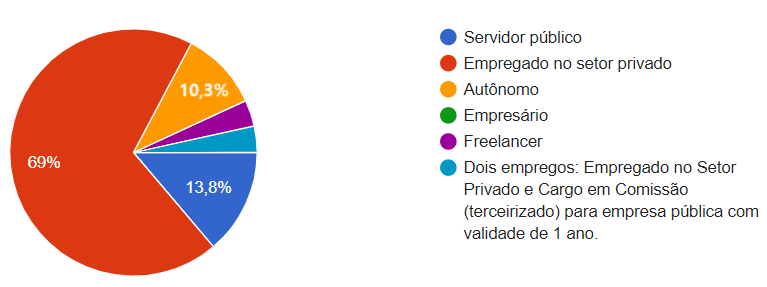 10,3%
69%
13,8%
Servidor público
Empregado no setor privado
Autônomo
Empresário
Freelancer
Dois empregos: Empregado no Setor
Privado e Cargo em Comissão
(terceirizado) para empresa pública com
validade de 1 ano.